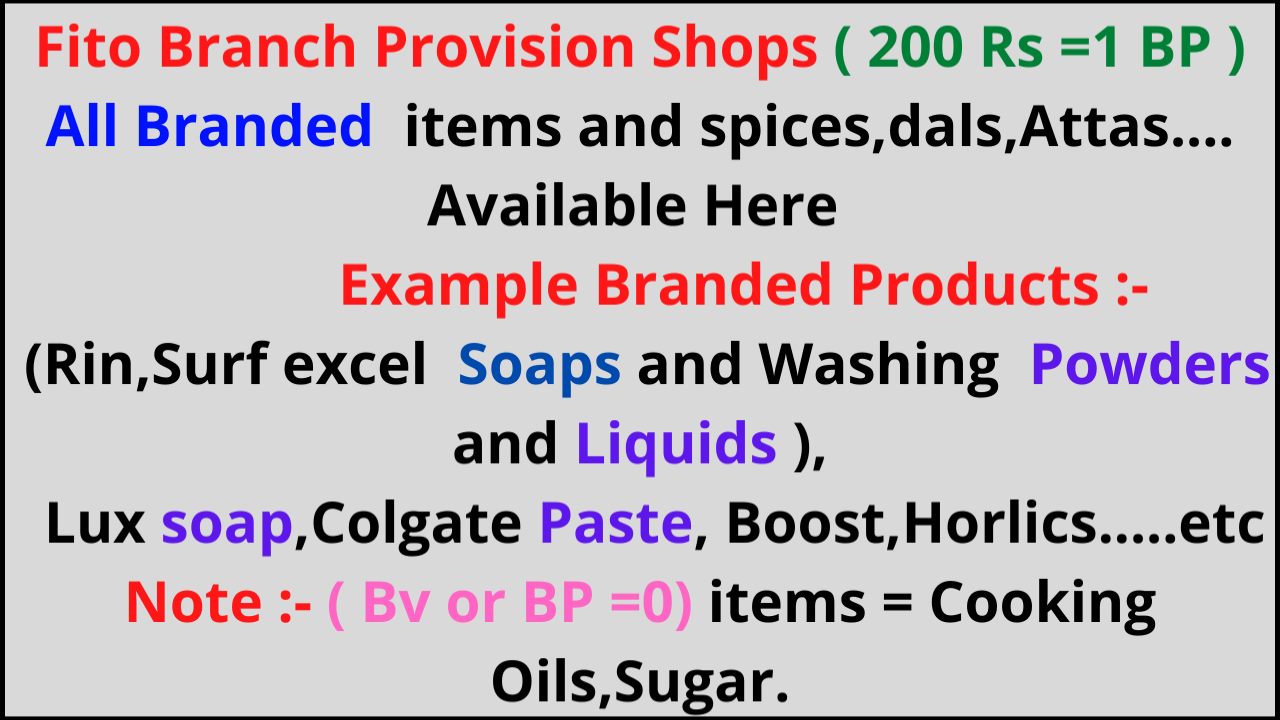 Fito Branch Provision Shops ( 200 Rs =1 BP )
All Branded items and spices,dals,Attas....
Available Here
Example Branded Products :-
(Rin,Surf excel Soaps and Washing Powders
and Liquids ),
Lux soap,Colgate Paste, Boost,Horlics.....etc
Note :- ( Bv or BP =0) items = Cooking
Oils,Sugar.